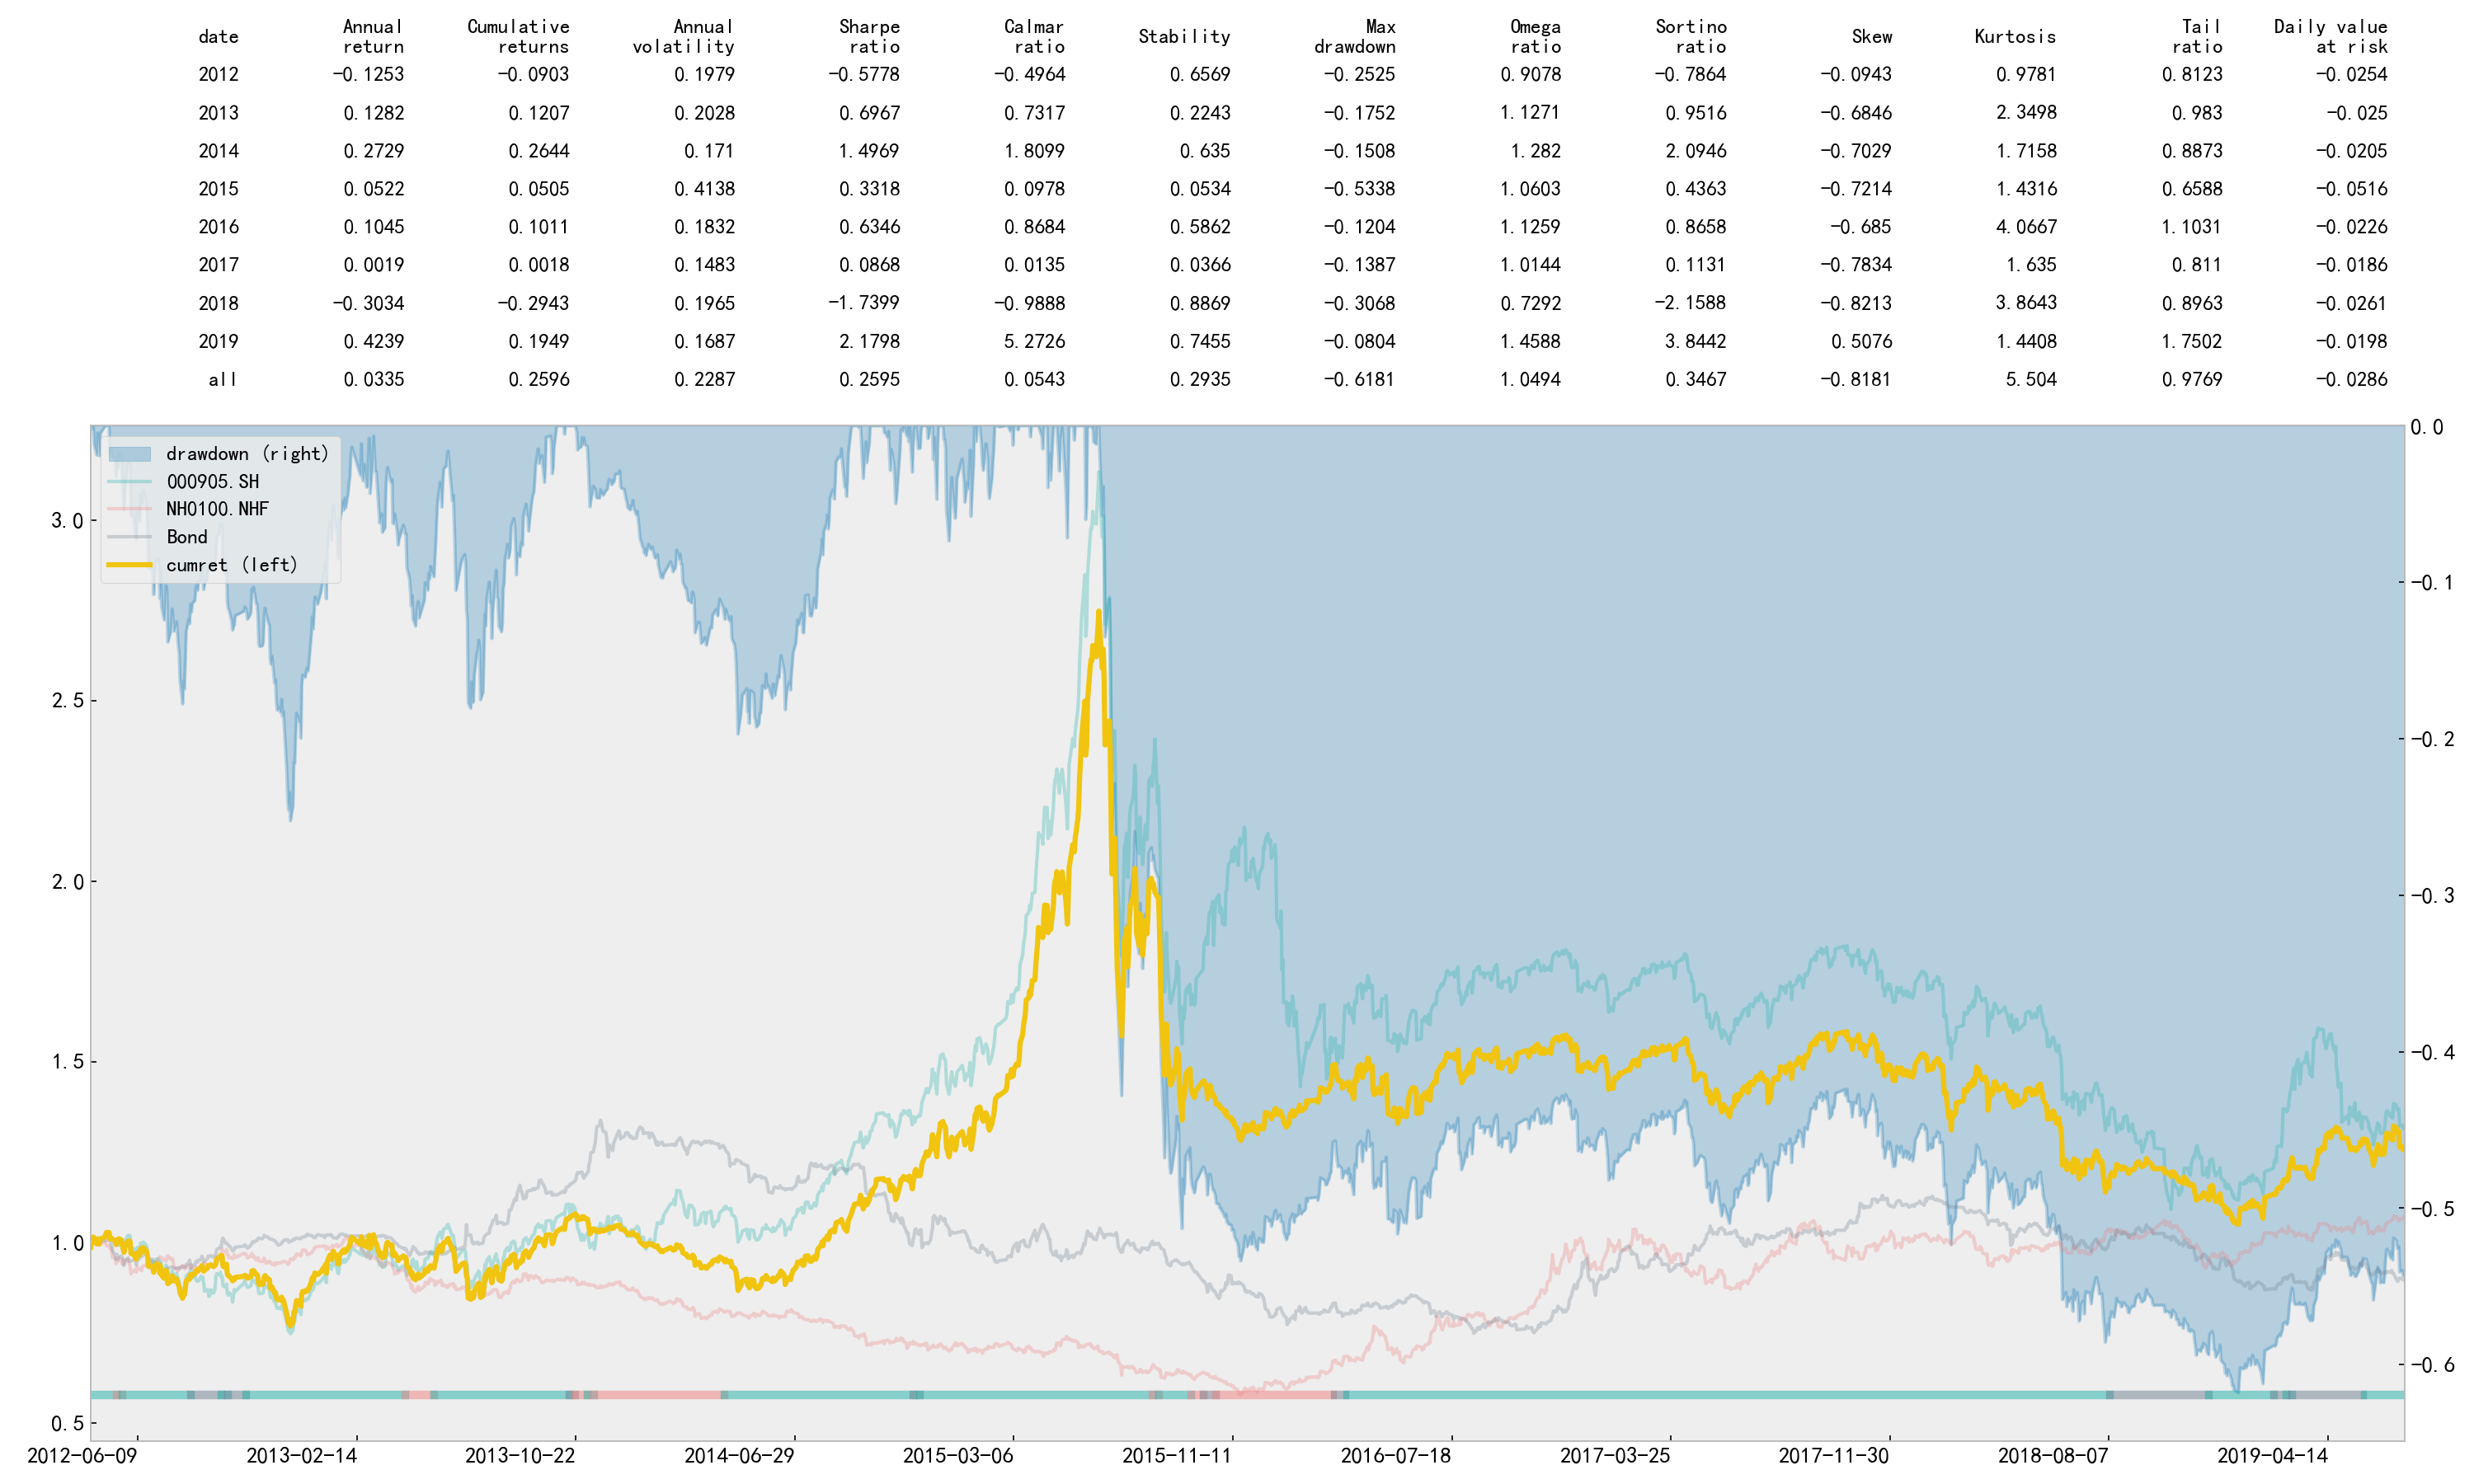 date Annual return Cumulative returns Annual volatility Sharpe ratio Calmar ratio Stability Max drawdown Omega ratio Sortino ratio Skew Kurtosis Tail ratio Daily value at risk
2012 -0.1253 -0.0903 0.1979 -0.5778 -0.4964 0.6569 -0.2525 0.9078 -0.7864 -0.0943 0.9781 0.8123 -0.0254
2013 0.1282 0.1207 0.2028 0.6967 0.7317 0.2243 -0.1752 1.1271 0.9516 -0.6846 2.3498 0.983 -0.025
2014 0.2729 0.2644 0.171 1.4969 1.8099 0.635 -0.1508 1.282 2.0946 -0.7029 1.7158 0.8873 -0.0205
2015 0.0522 0.0505 0.4138 0.3318 0.0978 0.0534 -0.5338 1.0603 0.4363 -0.7214 1.4316 0.6588 -0.0516
2016 0.1045 0.1011 0.1832 0.6346 0.8684 0.5862 -0.1204 1.1259 0.8658 -0.685 4.0667 1.1031 -0.0226
2017 0.0019 0.0018 0.1483 0.0868 0.0135 0.0366 -0.1387 1.0144 0.1131 -0.7834 1.635 0.811 -0.0186
2018 -0.3034 -0.2943 0.1965 -1.7399 -0.9888 0.8869 -0.3068 0.7292 -2.1588 -0.8213 3.8643 0.8963 -0.0261
2019 0.4239 0.1949 0.1687 2.1798 5.2726 0.7455 -0.0804 1.4588 3.8442 0.5076 1.4408 1.7502 -0.0198
all 0.0335 0.2596 0.2287 0.2595 0.0543 0.2935 -0.6181 1.0494 0.3467 -0.8181 5.504 0.9769 -0.0286
drawdown (right)
000905.SH
NH0100.NHF
Bond
cumret (left)
3.0
2.5
2.0
1.5
1.0
0.5
0.0
-0.1
-0.2
-0.3
-0.4
-0.5
-0.6
2012-06-09 2013-02-14 2013-10-22 2014-06-29 2015-03-06 2015-11-11 2016-07-18 2017-03-25 2017-11-30 2018-08-07 2019-04-14